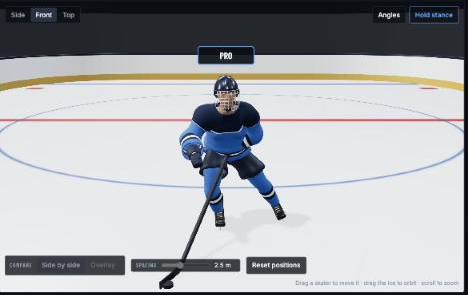 Side Front Top
Angles Hold stance
PRO
COMPARE Side by side Overlay
SPACING 2.5 m
Reset positions
Drag a skater to move it · drag the ice to orbit · scroll to zoom